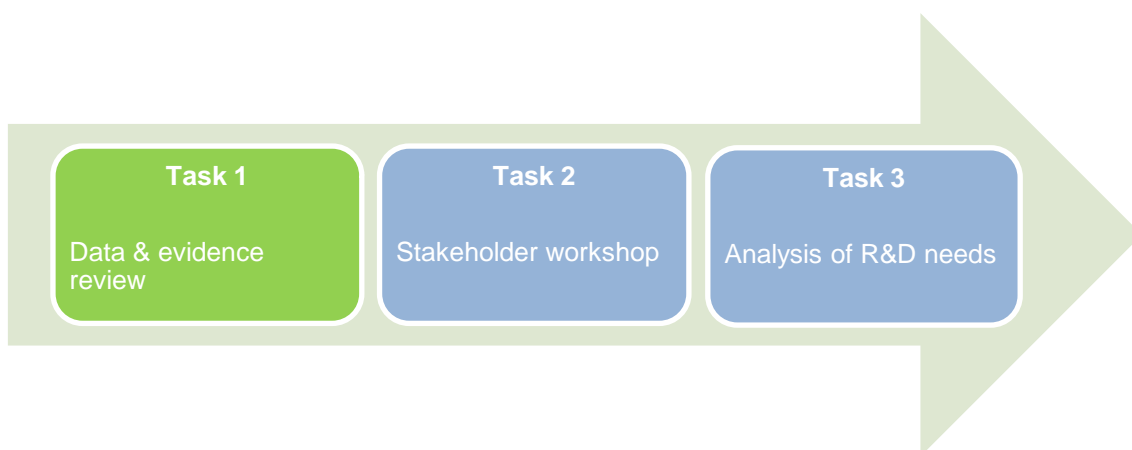 Task 1
Data & evidence
review
Task 2
Stakeholder workshop
Task 3
Analysis of R&D needs